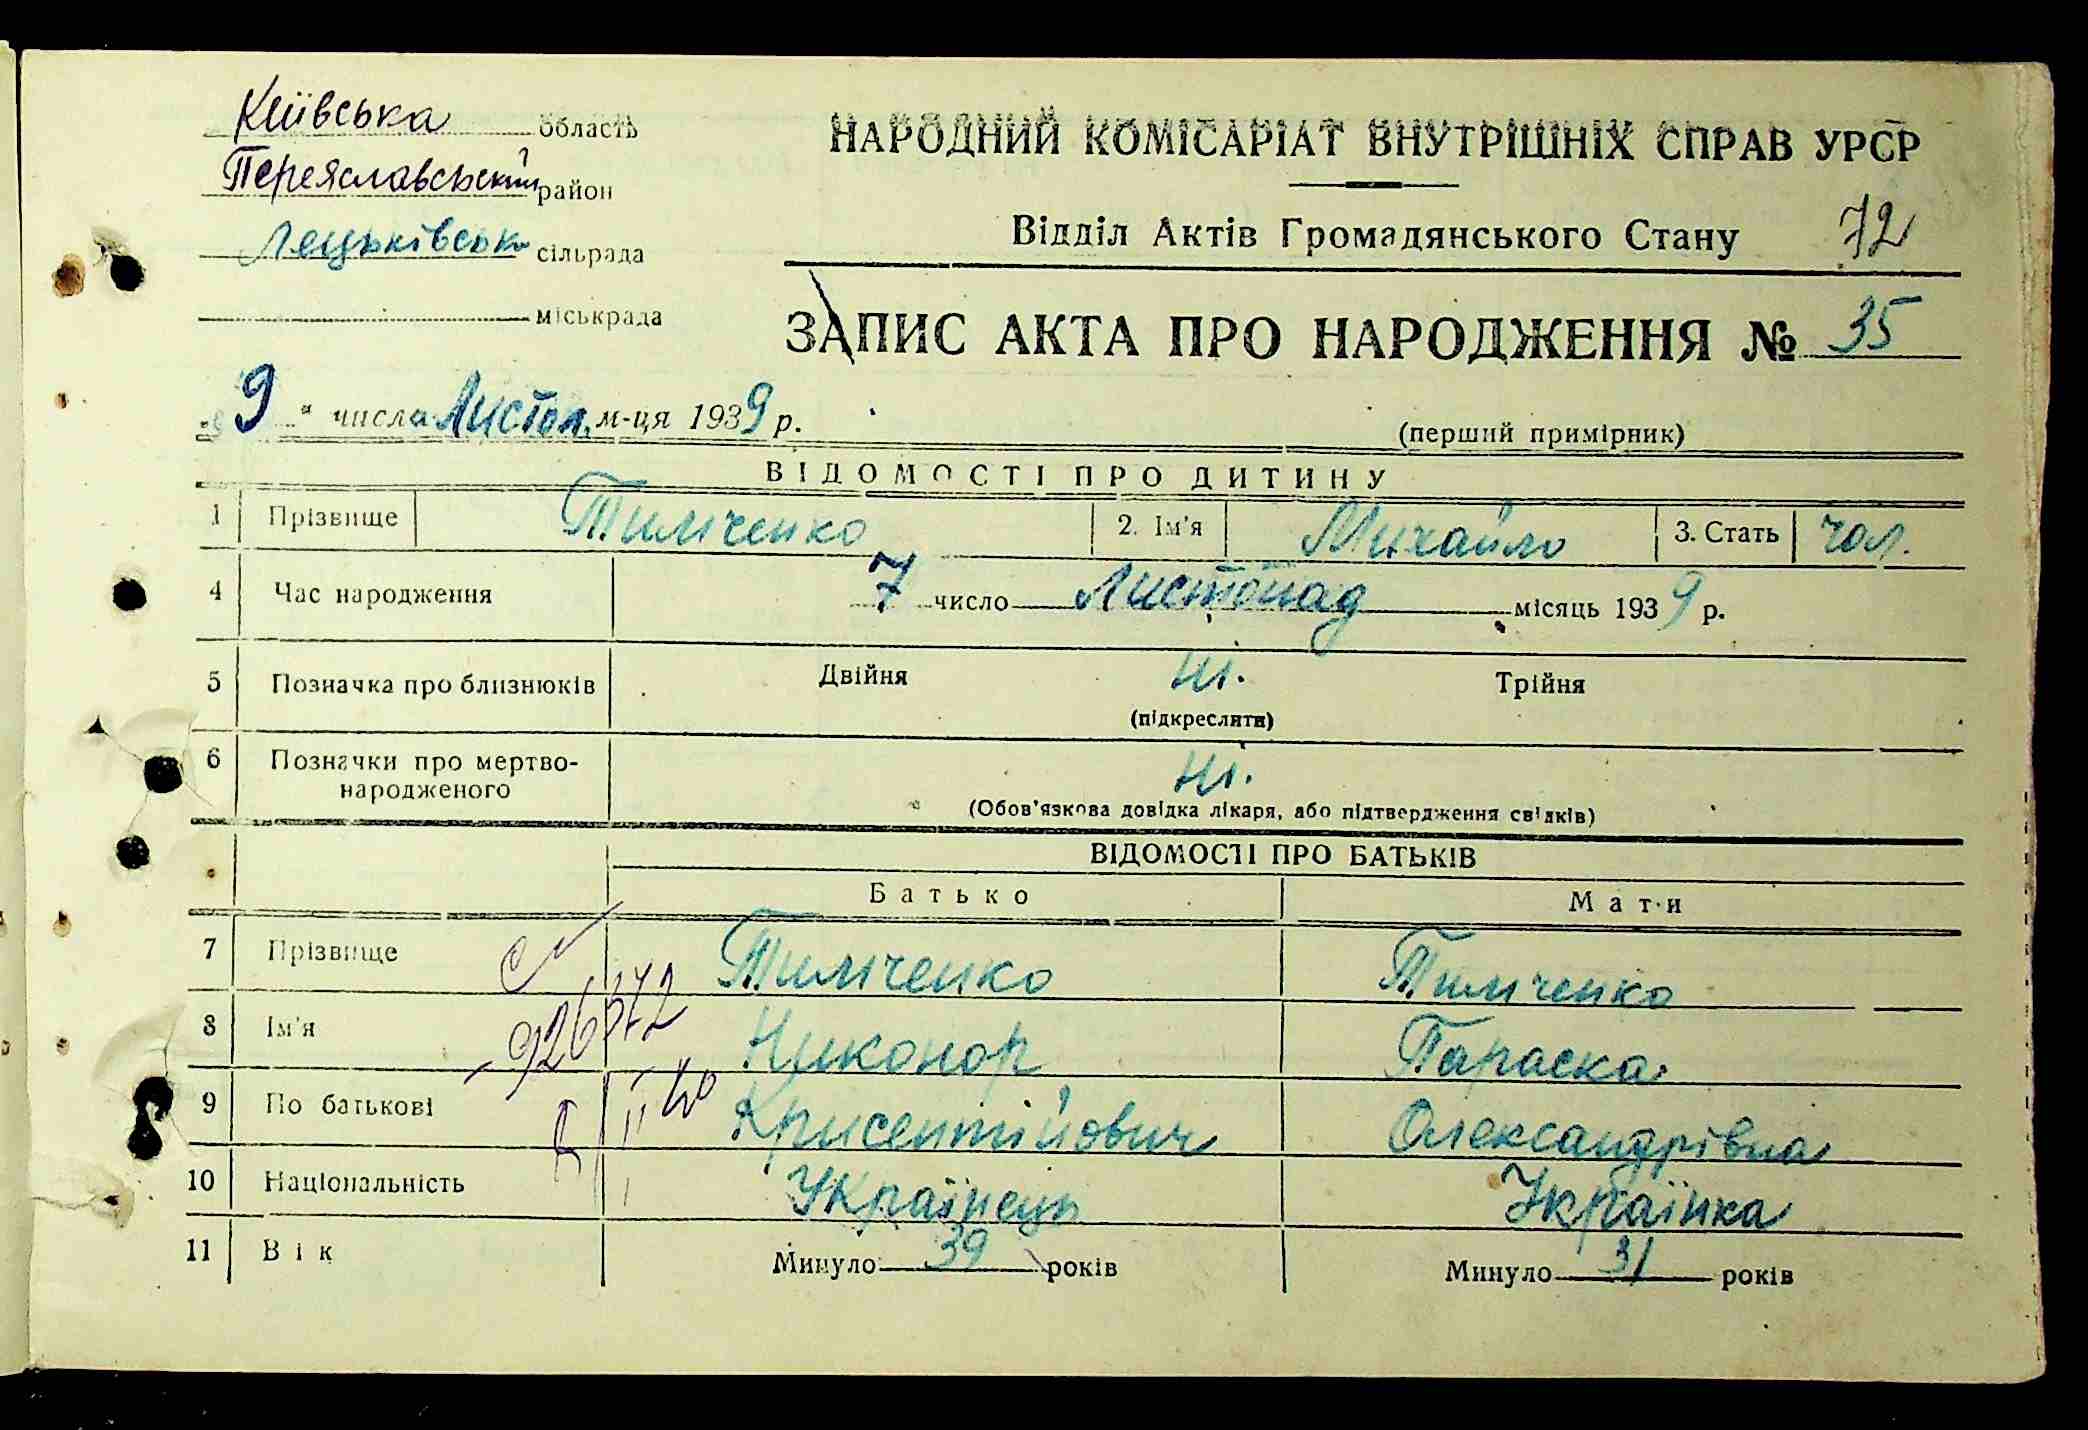 Київська область
Переяславський район
Лецьківськ сільрада
міськрада
НАРОДНИЙ КОМІСАРІАТ ВНУТРІШНІХ СПРАВ УРСР
Відділ Актів Громадянського Стану 72
ЗАПИС АКТА ПРО НАРОДЖЕННЯ № 35
"9" числа Листоп. м-ця 1939 р.
(перший примірник)
ВІДОМОСТІ ПРО ДИТИНУ
1 Прізвище Тимченко 2. Ім'я Михайло 3. Стать чол.
4 Час народження 7 число Листопад місяць 1939 р.
5 Позначка про близнюків Двійня ні. Трійня
(підкреслити)
6 Позначки про мертво-
народженого ні.
(Обов'язкова довідка лікаря, або підтвердження свідків)
ВІДОМОСТІ ПРО БАТЬКІВ
Батько Мати
7 Прізвище Тимченко Тимченко
8 Ім'я Никонор Параска
9 По батькові Крисентійович Олександрівна
10 Національність Українець Українка
11 Вік Минуло 39 років Минуло 31 років